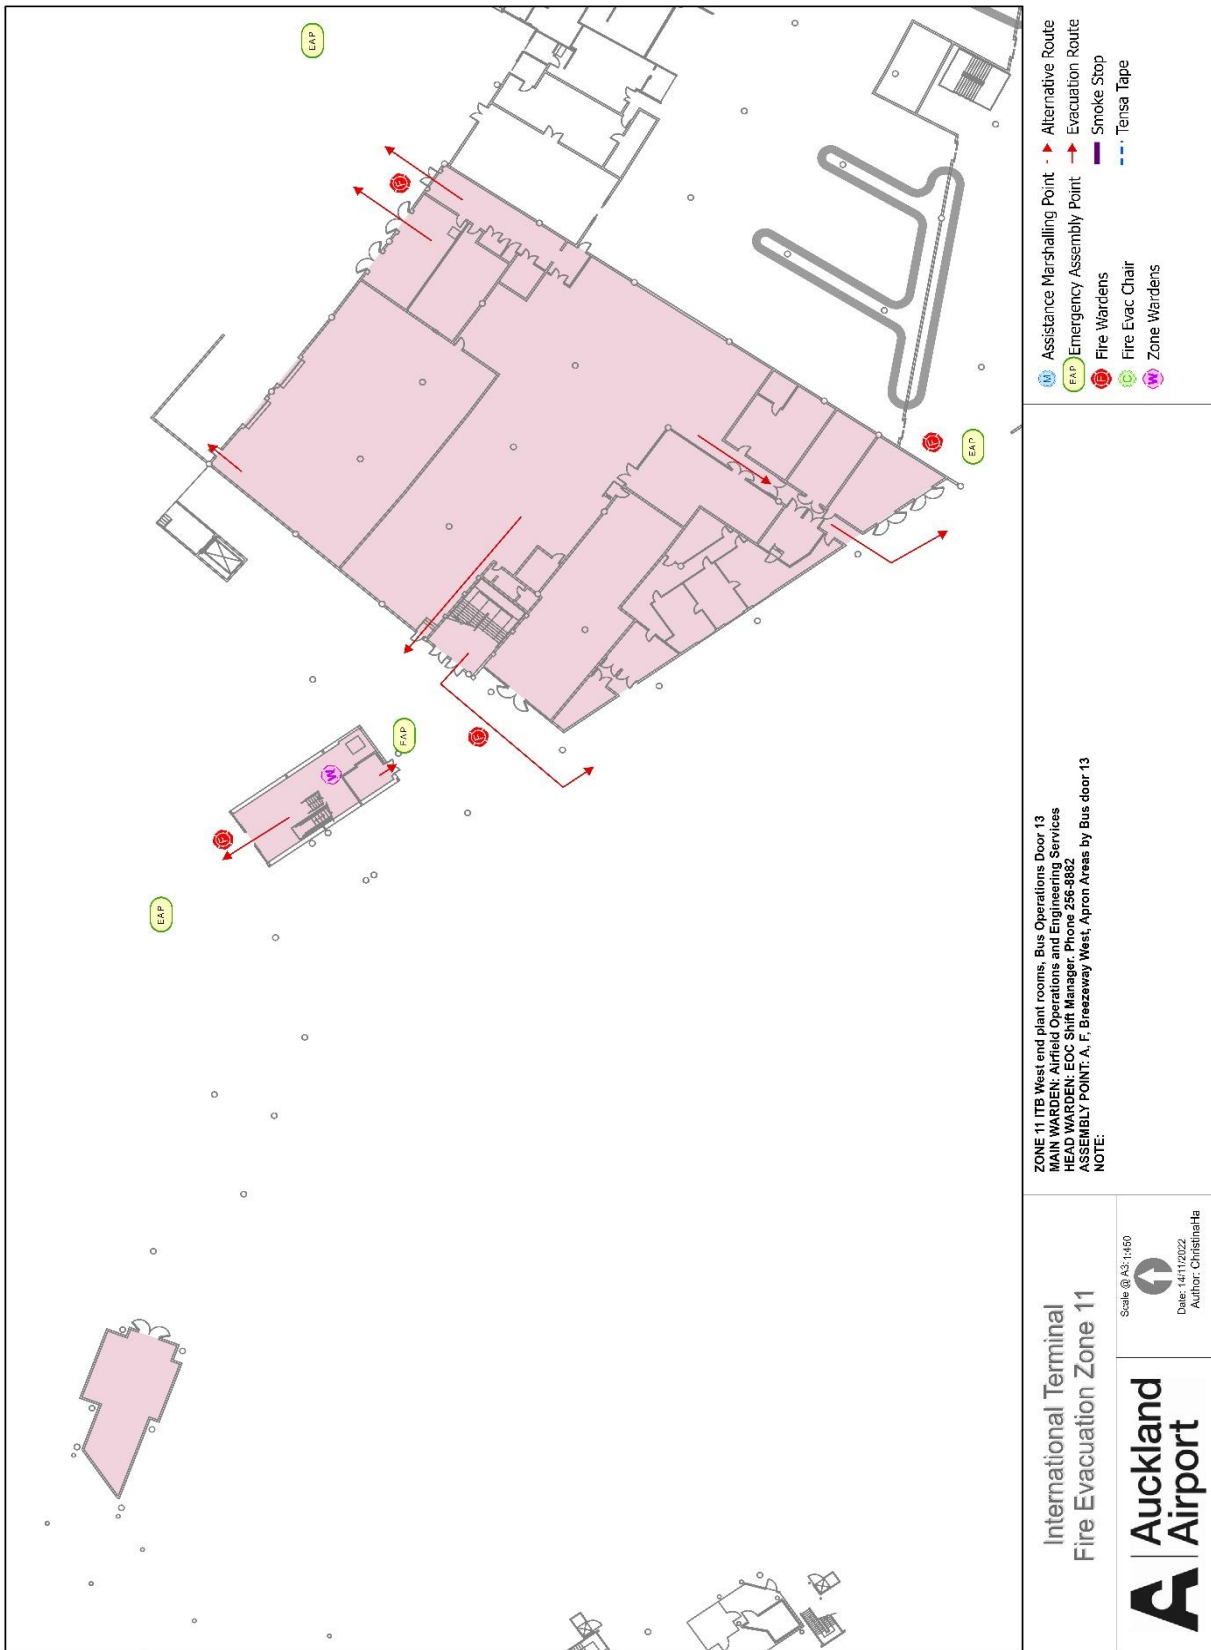 EAP
F
F
EAP
F
EAP
EAP
W
F
F
EAP
M Assistance Marshalling Point
Alternative Route
EAP Emergency Assembly Point
Evacuation Route
F Fire Wardens
Smoke Stop
C Fire Evac Chair
Tensa Tape
W Zone Wardens
ZONE 11 ITB West end plant rooms, Bus Operations Door 13
MAIN WARDEN: Airfield Operations and Engineering Services
HEAD WARDEN: EOC Shift Manager. Phone 256-8882
ASSEMBLY POINT: A, F, Breezeway West, Apron Areas by Bus door 13
NOTE:
International Terminal
Fire Evacuation Zone 11
Scale @ A3: 1:450
Date: 14/11/2022
Author: ChristinaHa
Auckland
Airport